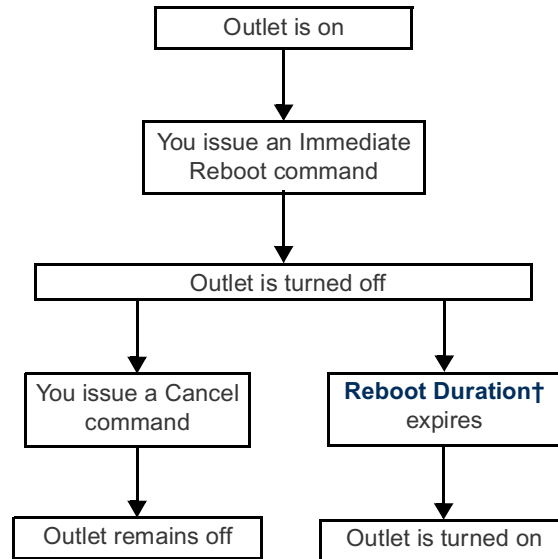 Outlet is on
You issue an Immediate
Reboot command
Outlet is turned off
You issue a Cancel
command
Reboot Duration†
expires
Outlet remains off
Outlet is turned on